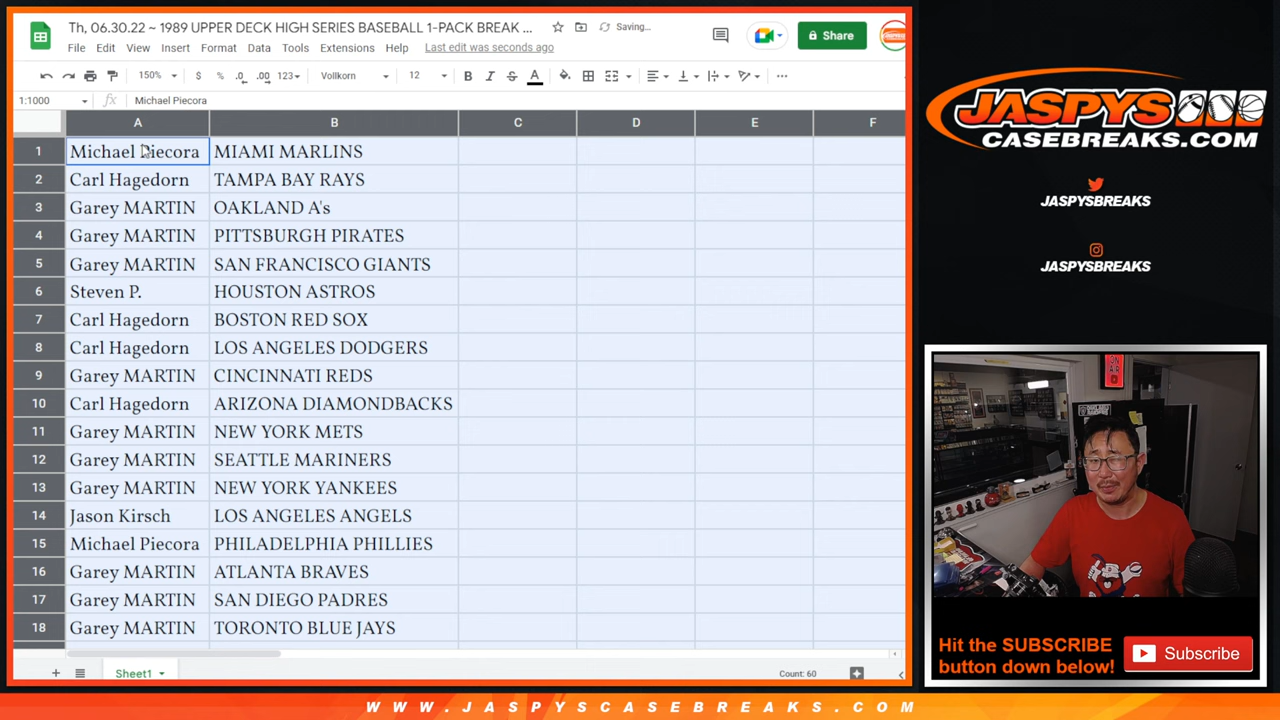 Th, 06.30.22 ~ 1989 UPPER DECK HIGH SERIES BASEBALL 1-PACK BREAK ...
Saving...
File Edit View Insert Format Data Tools Extensions Help Last edit was seconds ago
Share
150% $ % .0 .00 123 Vollkorn 12 B I S A
1:1000 fx Michael Piecora
A B C D E F
1 Michael Piecora MIAMI MARLINS
2 Carl Hagedorn TAMPA BAY RAYS
3 Garey MARTIN OAKLAND A's
4 Garey MARTIN PITTSBURGH PIRATES
5 Garey MARTIN SAN FRANCISCO GIANTS
6 Steven P. HOUSTON ASTROS
7 Carl Hagedorn BOSTON RED SOX
8 Carl Hagedorn LOS ANGELES DODGERS
9 Garey MARTIN CINCINNATI REDS
10 Carl Hagedorn ARIZONA DIAMONDBACKS
11 Garey MARTIN NEW YORK METS
12 Garey MARTIN SEATTLE MARINERS
13 Garey MARTIN NEW YORK YANKEES
14 Jason Kirsch LOS ANGELES ANGELS
15 Michael Piecora PHILADELPHIA PHILLIES
16 Garey MARTIN ATLANTA BRAVES
17 Garey MARTIN SAN DIEGO PADRES
18 Garey MARTIN TORONTO BLUE JAYS
Sheet1
Count: 60
JASPYS
CASEBREAKS.COM
JASPYSBREAKS
JASPYSBREAKS
ON AIR
Hit the SUBSCRIBE
button down below!
Subscribe
WWW.JASPYSCASEBREAKS.COM